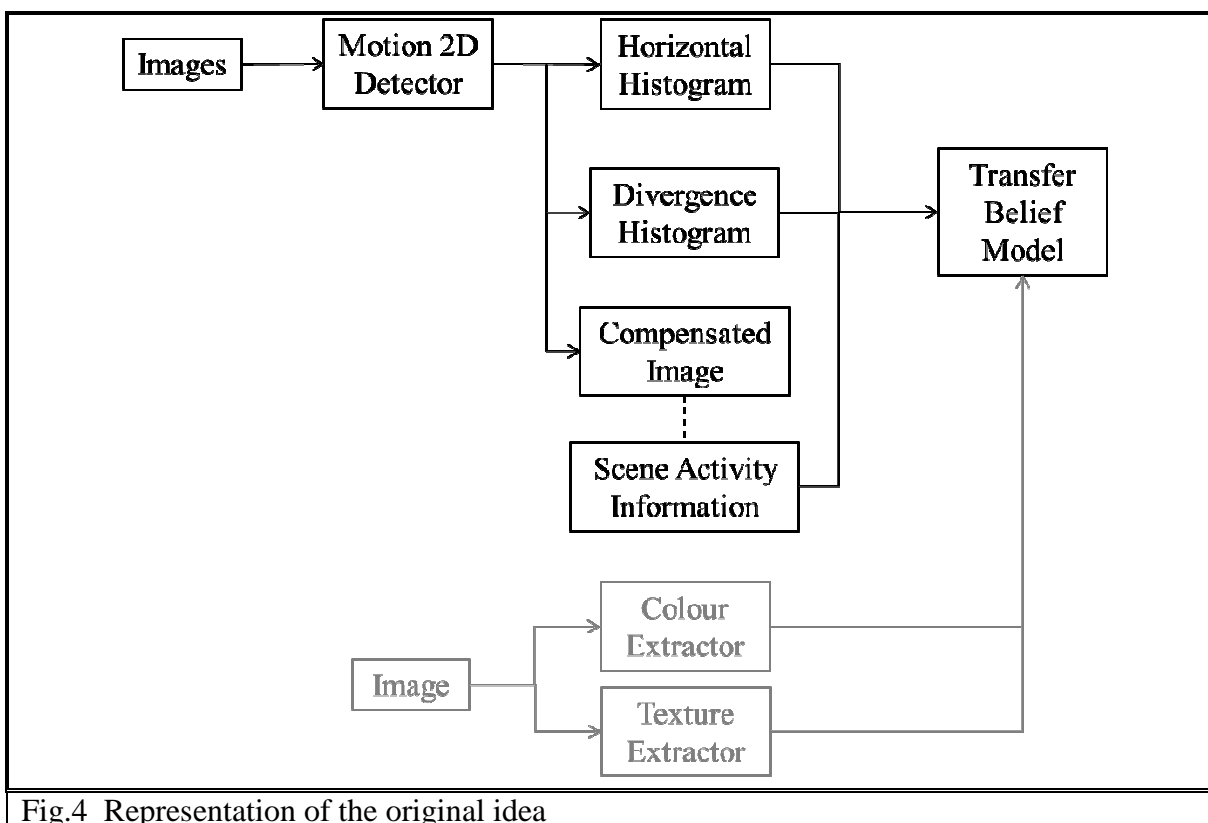 Images
Motion 2D
Detector
Horizontal
Histogram
Divergence
Histogram
Transfer
Belief
Model
Compensated
Image
Scene Activity
Information
Colour
Extractor
Image
Texture
Extractor
Fig.4 Representation of the original idea